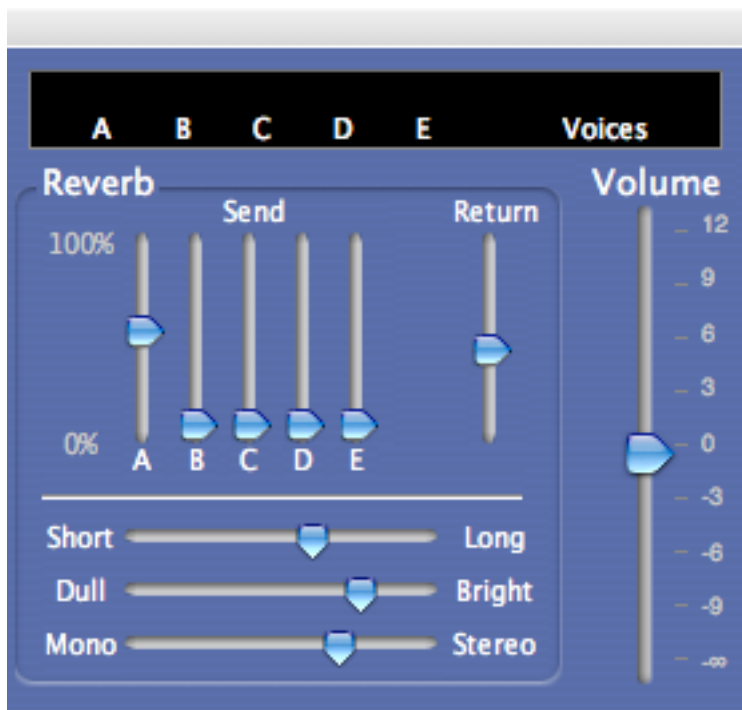 A B C D E Voices
Reverb
Volume
Send
Return
100%
0%
A B C D E
Short Long
Dull Bright
Mono Stereo
12
9
6
3
0
-3
-6
-9
-∞